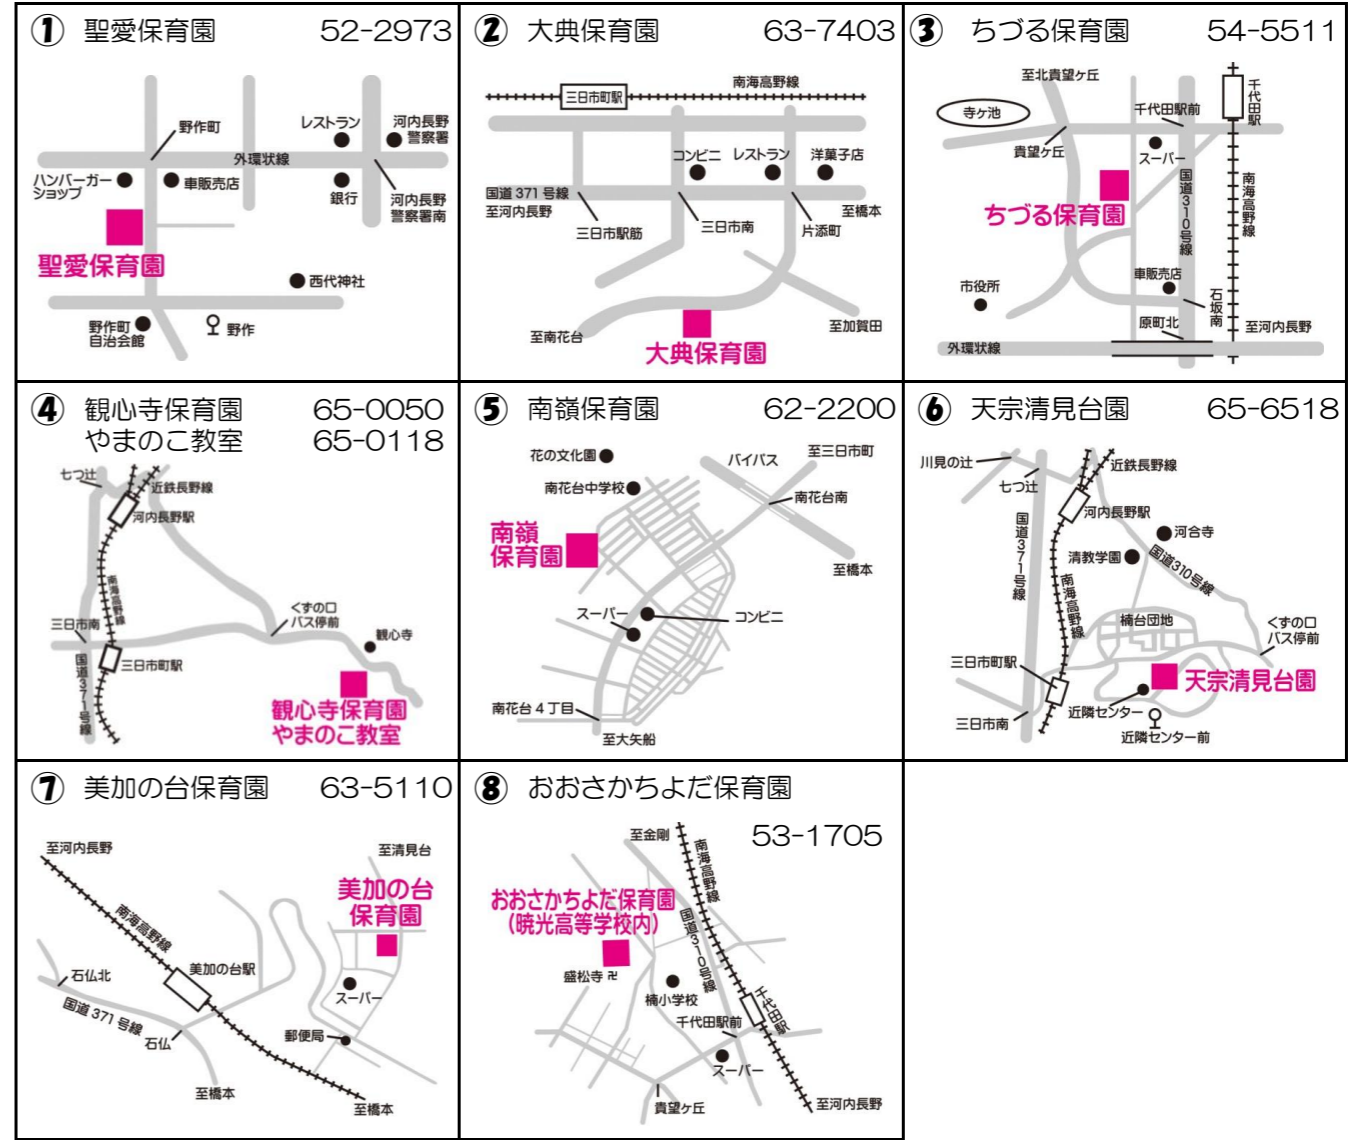 ① 聖愛保育園 52-2973
野作町
レストラン
河内長野
警察署
外環状線
ハンバーガー
ショップ
車販売店
銀行
河内長野
警察署南
聖愛保育園
西代神社
野作町
自治会館
野作
② 大典保育園 63-7403
南海高野線
三日市町駅
コンビニ
レストラン
洋菓子店
国道371号線
至河内長野
至橋本
三日市駅筋
三日市南
片添町
至南花台
至加賀田
大典保育園
③ ちづる保育園 54-5511
至北貴望ヶ丘
千代田駅
寺ヶ池
千代田駅前
貴望ヶ丘
スーパー
国道310号線
南海高野線
ちづる保育園
車販売店
市役所
石坂南
原町北
至河内長野
外環状線
④ 観心寺保育園 65-0050
やまのこ教室 65-0118
七つ辻
近鉄長野線
河内長野駅
南海高野線
くずの口
バス停前
三日市南
観心寺
三日市町駅
国道371号線
観心寺保育園
やまのこ教室
⑤ 南嶺保育園 62-2200
花の文化園
バイパス
至三日市町
南花台中学校
南花台南
南嶺
保育園
至橋本
スーパー
コンビニ
南花台4丁目
至大矢船
⑥ 天宗清見台園 65-6518
川見の辻
近鉄長野線
七つ辻
河内長野駅
国道371号線
河合寺
清教学園
国道310号線
南海高野線
楠台団地
くずの口
バス停前
三日市町駅
天宗清見台園
近隣センター
三日市南
近隣センター前
⑦ 美加の台保育園 63-5110
至河内長野
至清見台
美加の台
保育園
南海高野線
石仏北
美加の台駅
スーパー
国道371号線
石仏
郵便局
至橋本
至橋本
⑧ おおさかちよだ保育園
53-1705
至金剛
南海高野線
おおさかちよだ保育園
(暁光高等学校内)
国道310号線
盛松寺 卍
楠小学校
千代田駅
千代田駅前
スーパー
貴望ヶ丘
至河内長野